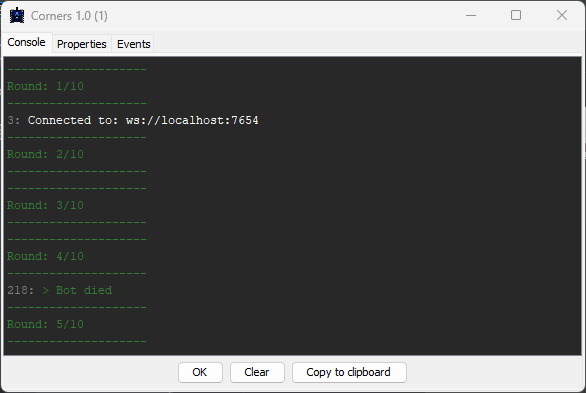 Corners 1.0 (1)
Console Properties Events
--------------------
Round: 1/10
--------------------
3: Connected to: ws://localhost:7654
--------------------
Round: 2/10
--------------------
--------------------
Round: 3/10
--------------------
--------------------
Round: 4/10
--------------------
218: > Bot died
--------------------
Round: 5/10
--------------------
OK Clear Copy to clipboard